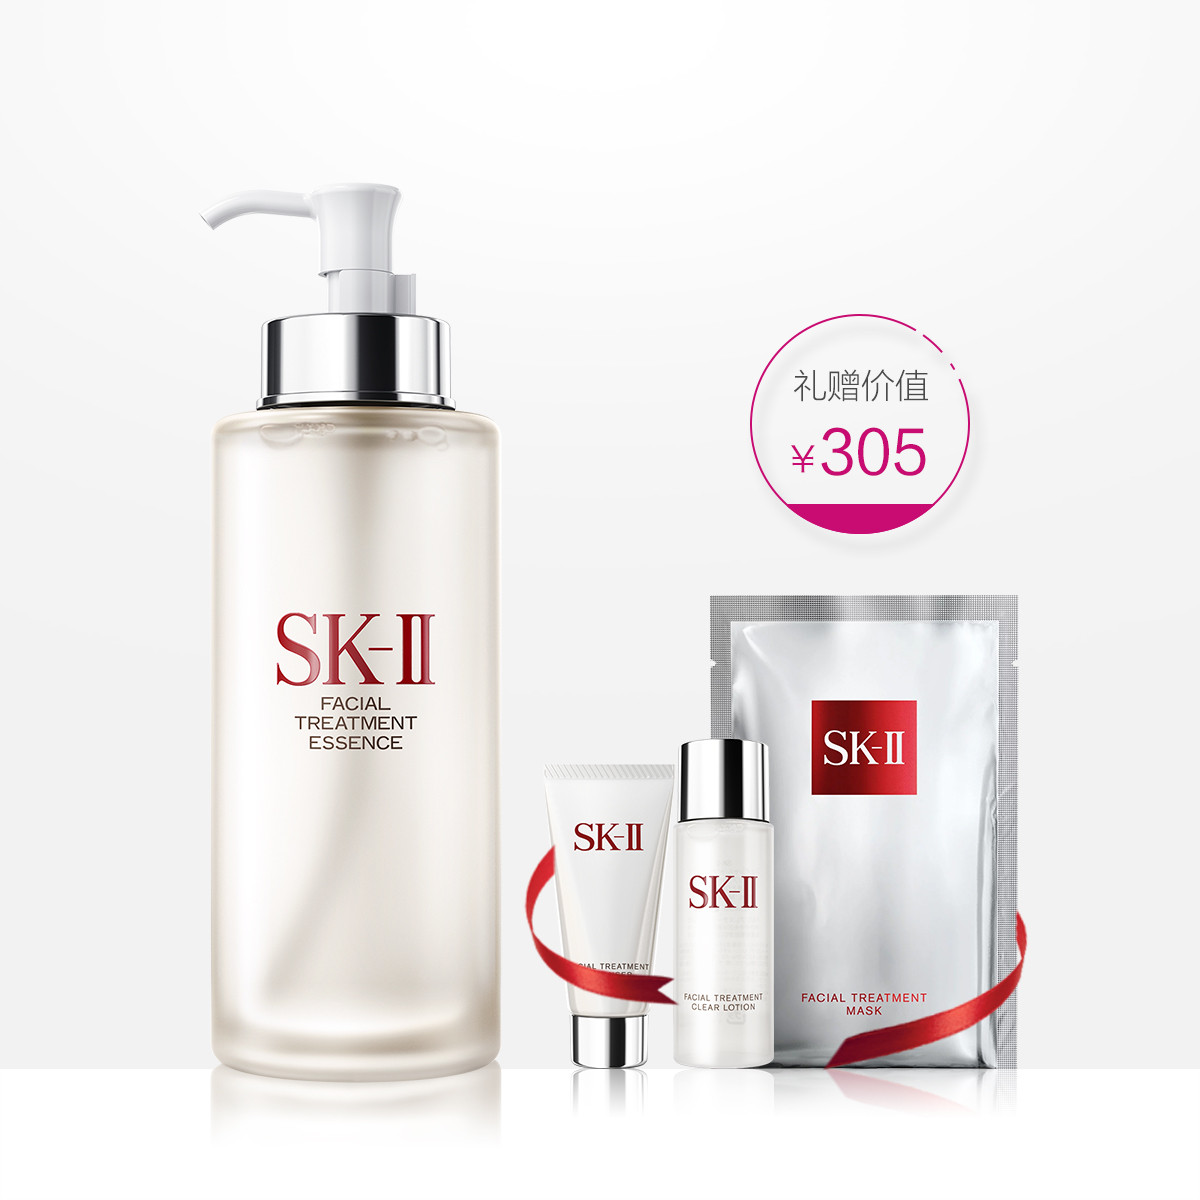 SK-II
FACIAL
TREATMENT
ESSENCE
礼赠价值
¥305
SK-II
TREATMENT
SK-II
FACIAL TREATMENT
CLEAR LOTION
SK-II
FACIAL TREATMENT
MASK